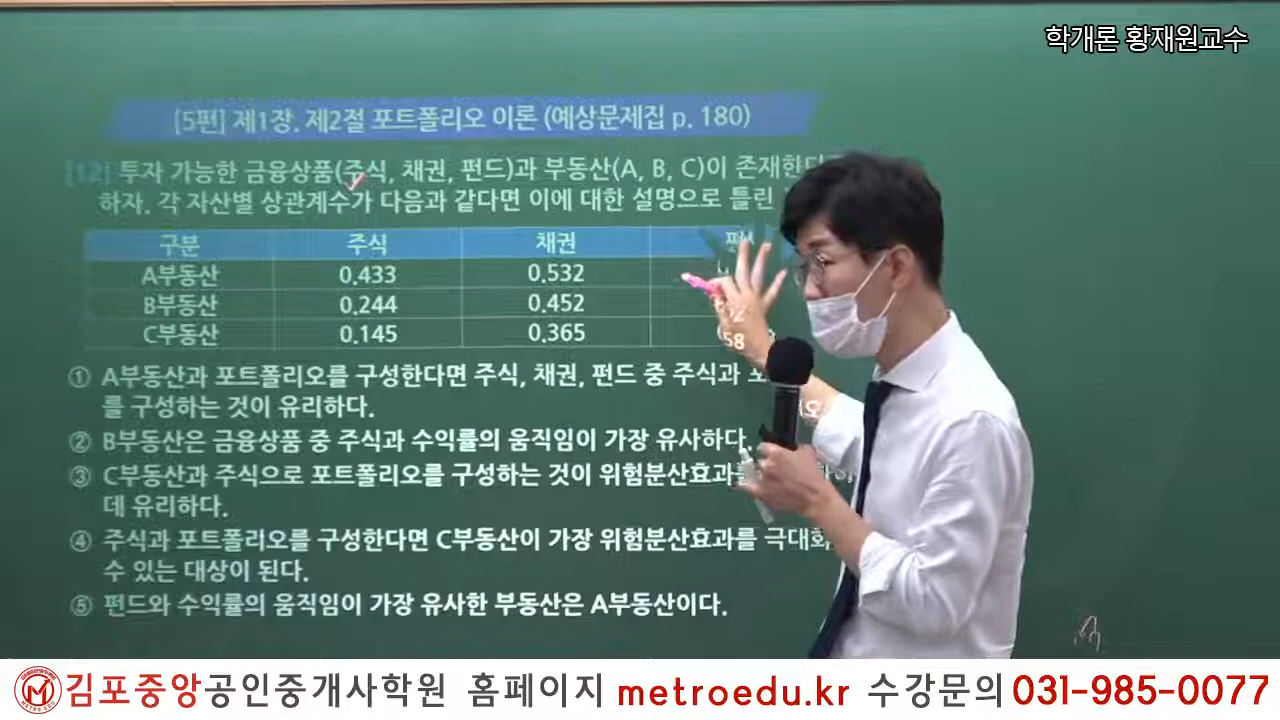 학개론 황재원교수
[5편] 제1장. 제2절 포트폴리오 이론 (예상문제집 p. 180)
[12] 투자 가능한 금융상품(주식, 채권, 펀드)과 부동산(A, B, C)이 존재한다
하자. 각 자산별 상관계수가 다음과 같다면 이에 대한 설명으로 틀린
구분 주식 채권
A부동산 0.433 0.532
B부동산 0.244 0.452
C부동산 0.145 0.365 58
① A부동산과 포트폴리오를 구성한다면 주식, 채권, 펀드 중 주식과
를 구성하는 것이 유리하다.
② B부동산은 금융상품 중 주식과 수익률의 움직임이 가장 유사하다.
③ C부동산과 주식으로 포트폴리오를 구성하는 것이 위험분산효과를
데 유리하다.
④ 주식과 포트폴리오를 구성한다면 C부동산이 가장 위험분산효과를 극대화
수 있는 대상이 된다.
⑤ 펀드와 수익률의 움직임이 가장 유사한 부동산은 A부동산이다.
METRO EDU
김포중앙공인중개사학원 홈페이지 metroedu.kr 수강문의 031-985-0077